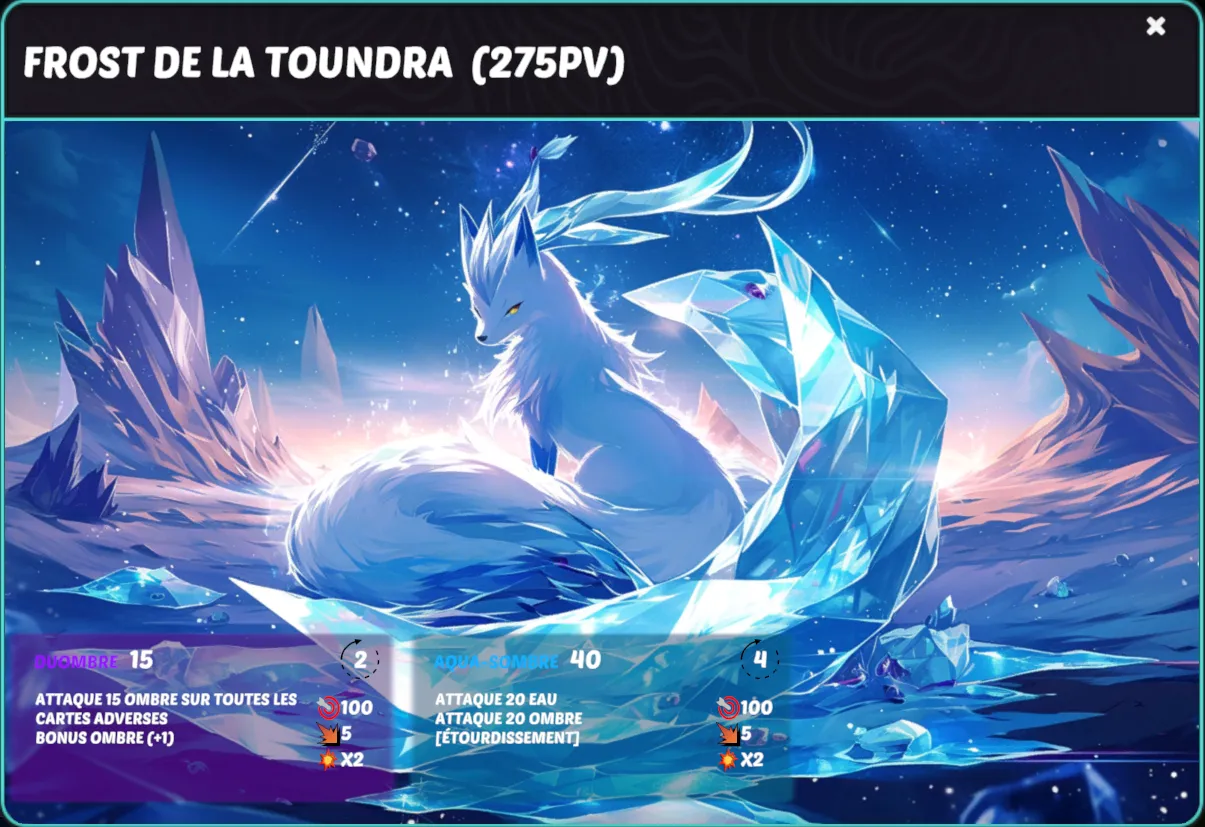 FROST DE LA TOUNDRA (275PV)
DUOMBRE 15
2
ATTAQUE 15 OMBRE SUR TOUTES LES
CARTES ADVERSES
BONUS OMBRE (+1)
100
5
X2
AQUA-SOMBRE 40
4
ATTAQUE 20 EAU
ATTAQUE 20 OMBRE
[ÉTOURDISSEMENT]
100
5
X2